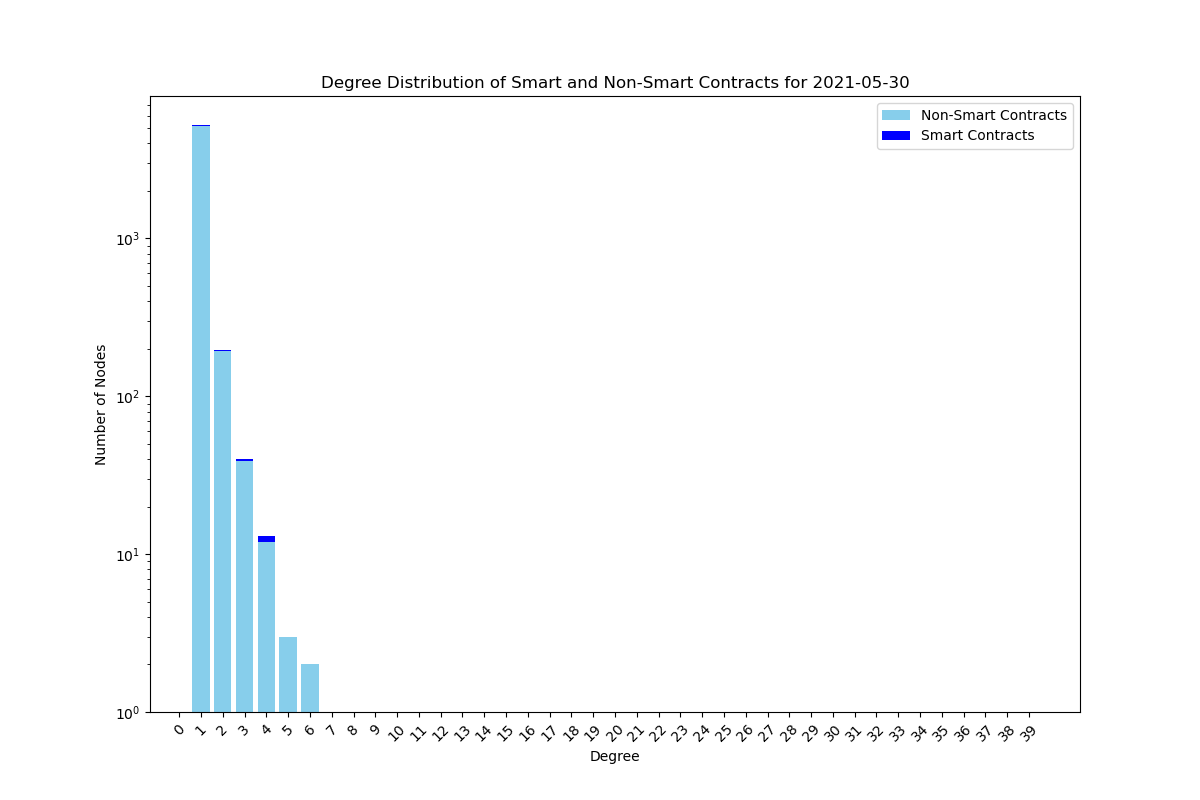 Degree Distribution of Smart and Non-Smart Contracts for 2021-05-30
Non-Smart Contracts
Smart Contracts
Number of Nodes
10³
10²
10¹
10⁰
0 1 2 3 4 5 6 7 8 9 10 11 12 13 14 15 16 17 18 19 20 21 22 23 24 25 26 27 28 29 30 31 32 33 34 35 36 37 38 39
Degree